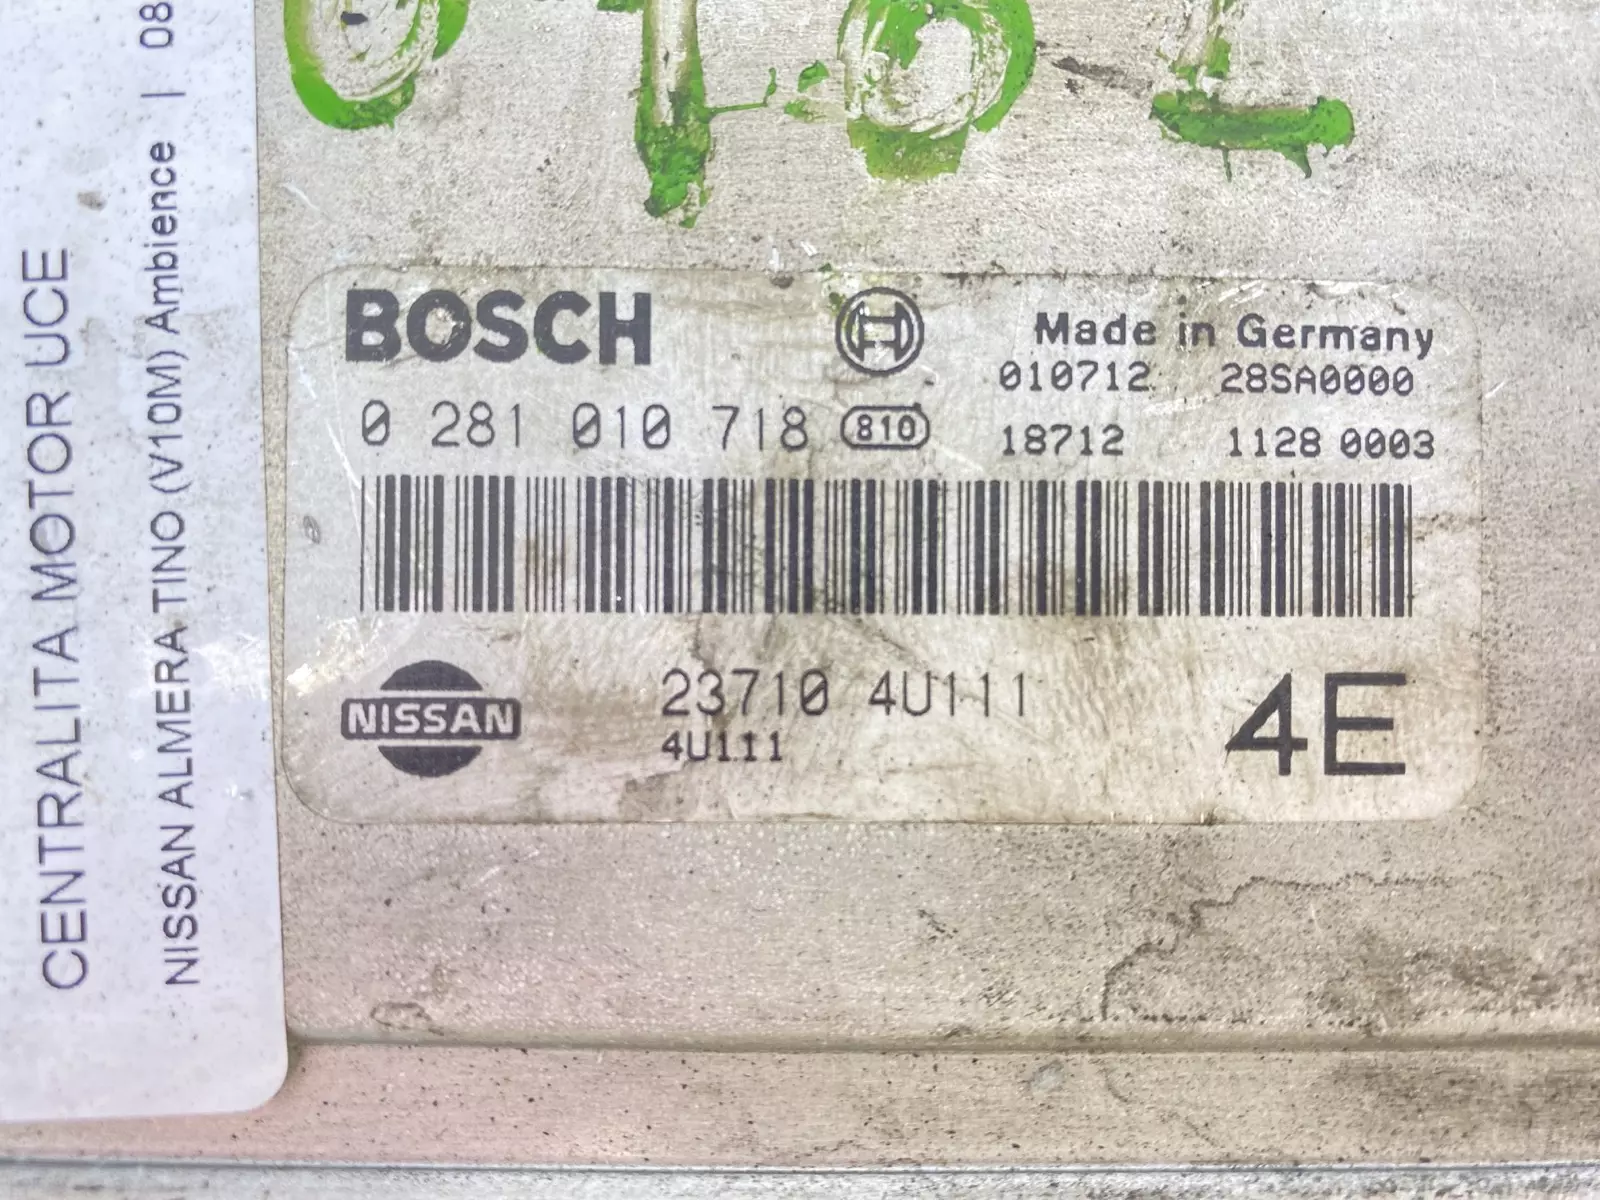 CENTRALITA MOTOR UCE
NISSAN ALMERA TINO (V10M) Ambience | 08
BOSCH
Made in Germany
010712 28SA0000
0 281 010 718 810
18712 1128 0003
NISSAN
23710 4U111
4U111
4E